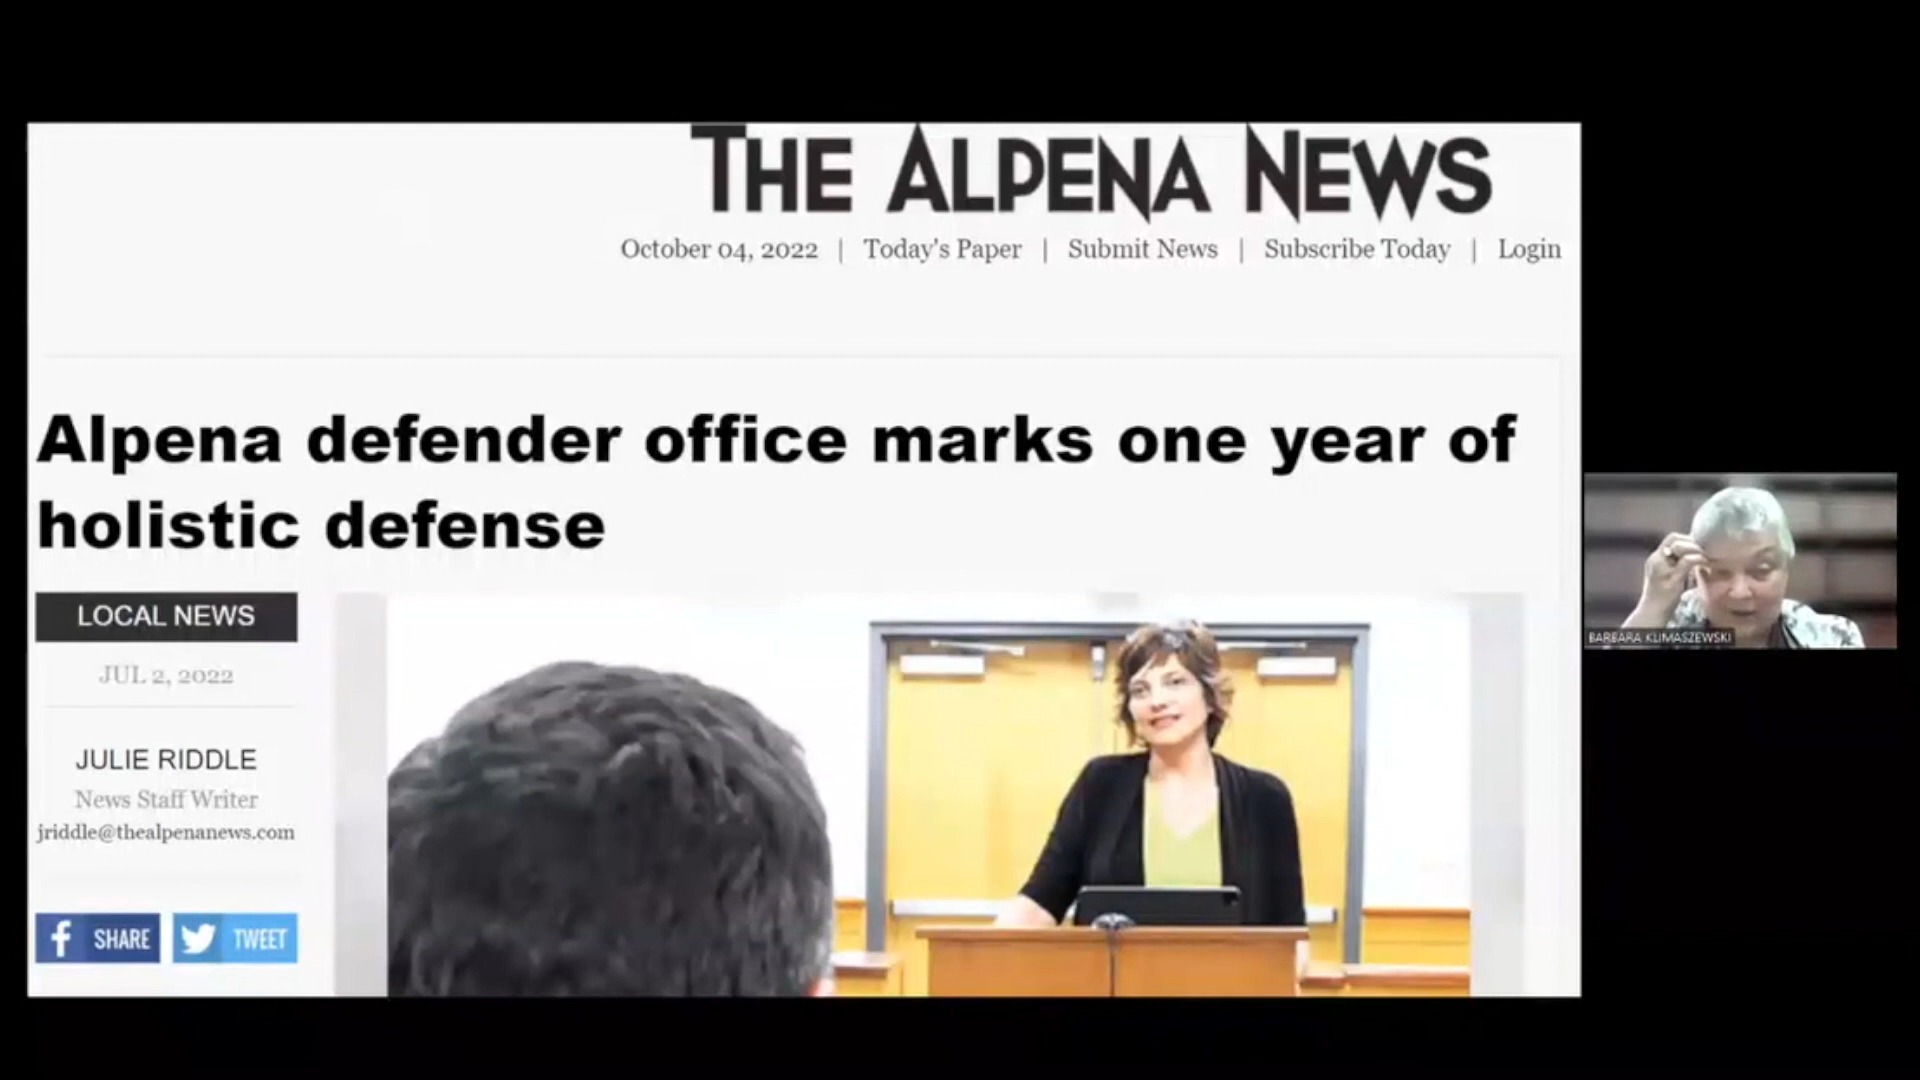 THE ALPENA NEWS
October 04, 2022 | Today's Paper | Submit News | Subscribe Today | Login
Alpena defender office marks one year of
holistic defense
LOCAL NEWS
JUL 2, 2022
JULIE RIDDLE
News Staff Writer
jriddle@thealpenanews.com
SHARE
TWEET
BARBARA KLIMASZEWSKI